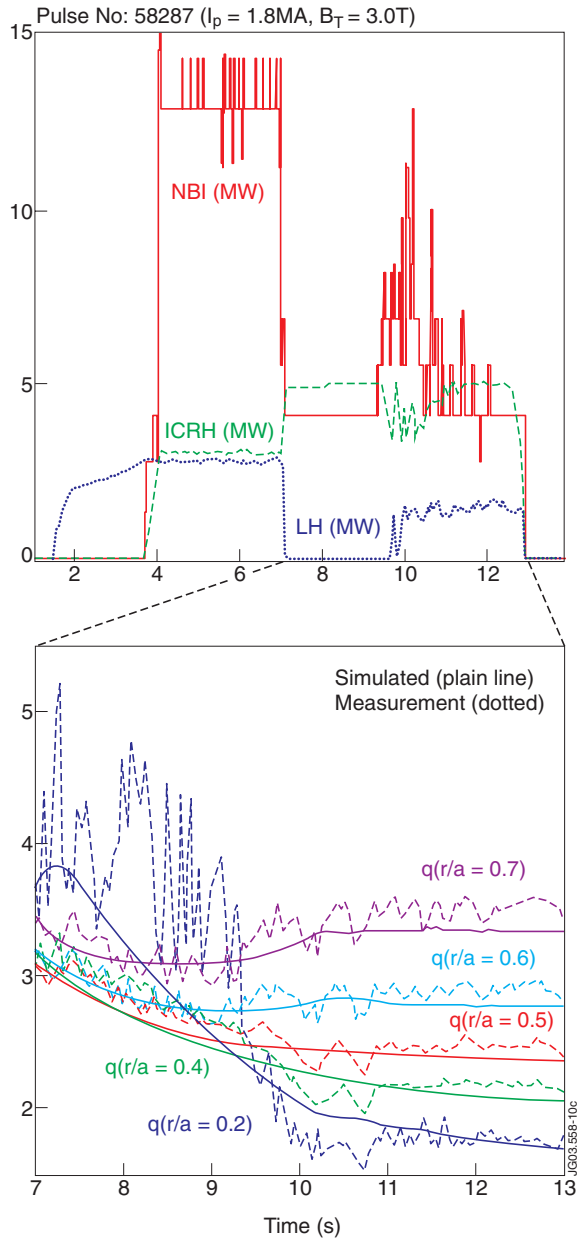 Pulse No: 58287 (Ip = 1.8MA, BT = 3.0T)
15
10
5
0
NBI (MW)
ICRH (MW)
LH (MW)
2
4
6
8
10
12
Simulated (plain line)
Measurement (dotted)
5
4
3
2
q(r/a = 0.7)
q(r/a = 0.6)
q(r/a = 0.5)
q(r/a = 0.4)
q(r/a = 0.2)
7
8
9
10
11
12
13
Time (s)
JG03.558-10c